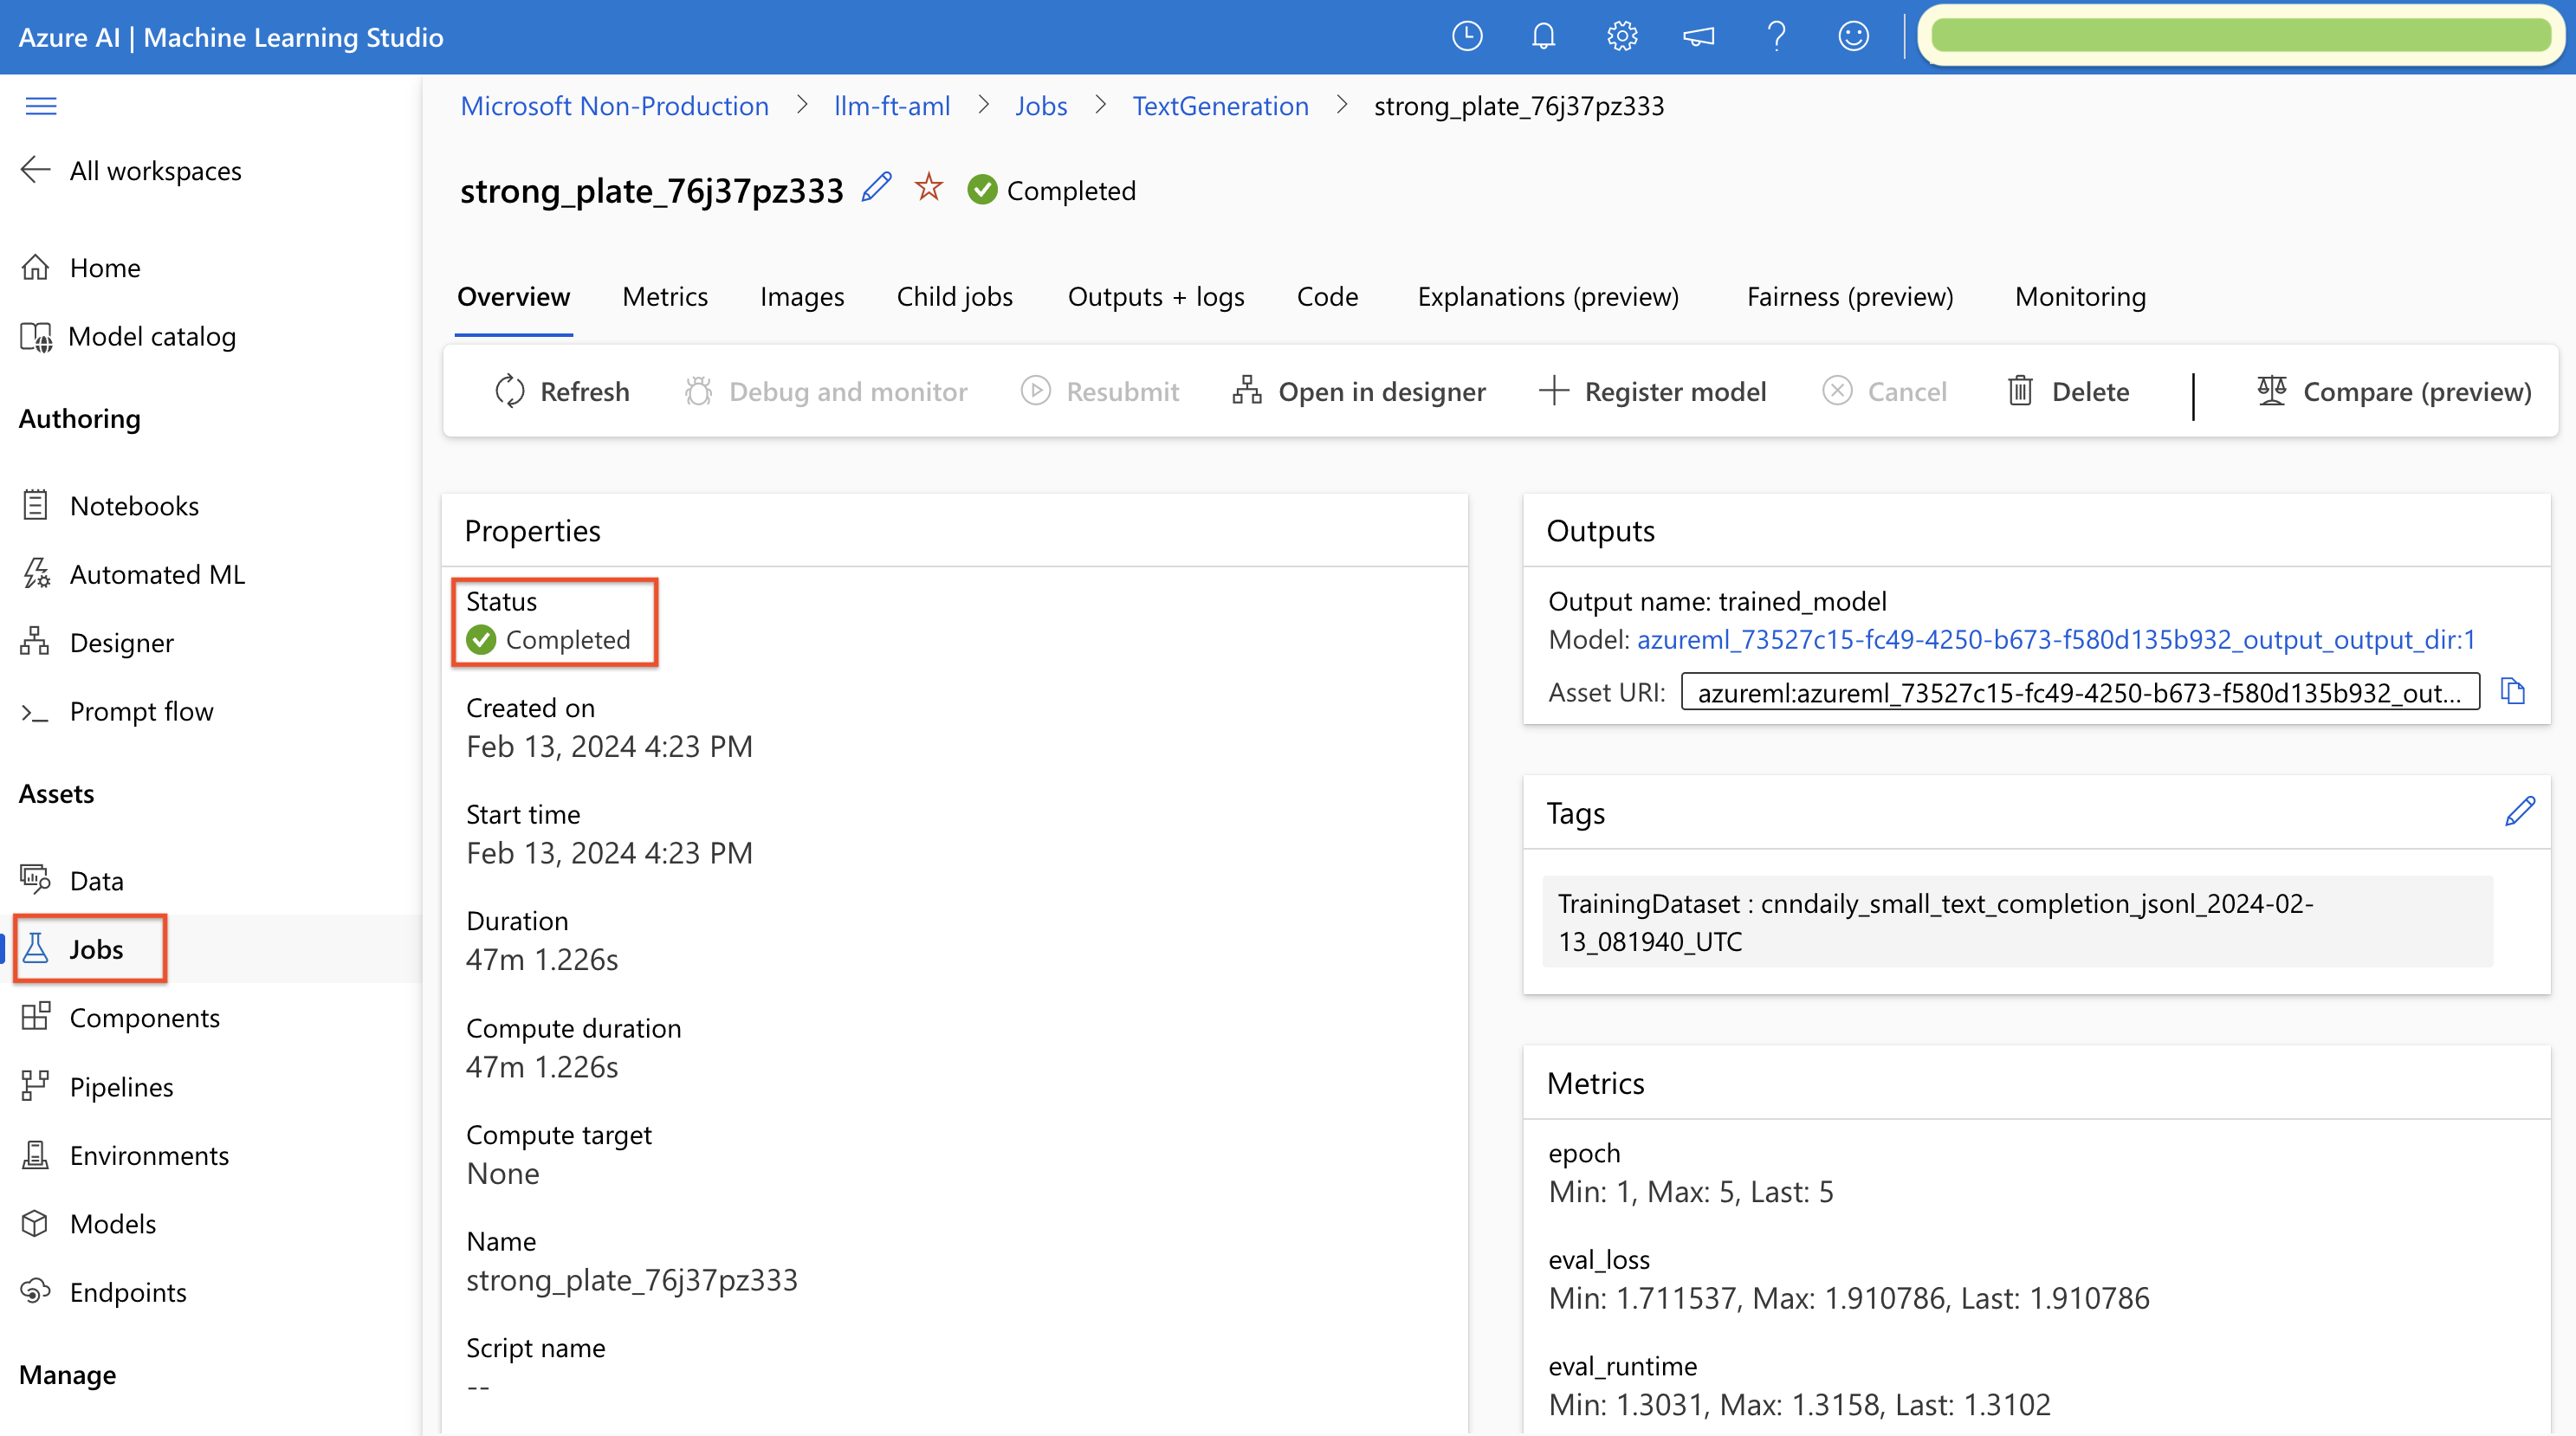 Azure AI | Machine Learning Studio
Microsoft Non-Production > llm-ft-aml > Jobs > TextGeneration > strong_plate_76j37pz333
All workspaces
Home
Model catalog
Authoring
Notebooks
Automated ML
Designer
Prompt flow
Assets
Data
Jobs
Components
Pipelines
Environments
Models
Endpoints
Manage
strong_plate_76j37pz333 Completed
Overview Metrics Images Child jobs Outputs + logs Code Explanations (preview) Fairness (preview) Monitoring
Refresh Debug and monitor Resubmit Open in designer Register model Cancel Delete | Compare (preview)
Properties
Status
Completed
Created on
Feb 13, 2024 4:23 PM
Start time
Feb 13, 2024 4:23 PM
Duration
47m 1.226s
Compute duration
47m 1.226s
Compute target
None
Name
strong_plate_76j37pz333
Script name
--
Outputs
Output name: trained_model
Model: azureml_73527c15-fc49-4250-b673-f580d135b932_output_output_dir:1
Asset URI: azureml:azureml_73527c15-fc49-4250-b673-f580d135b932_out...
Tags
TrainingDataset : cnndaily_small_text_completion_jsonl_2024-02-
13_081940_UTC
Metrics
epoch
Min: 1, Max: 5, Last: 5
eval_loss
Min: 1.711537, Max: 1.910786, Last: 1.910786
eval_runtime
Min: 1.3031, Max: 1.3158, Last: 1.3102